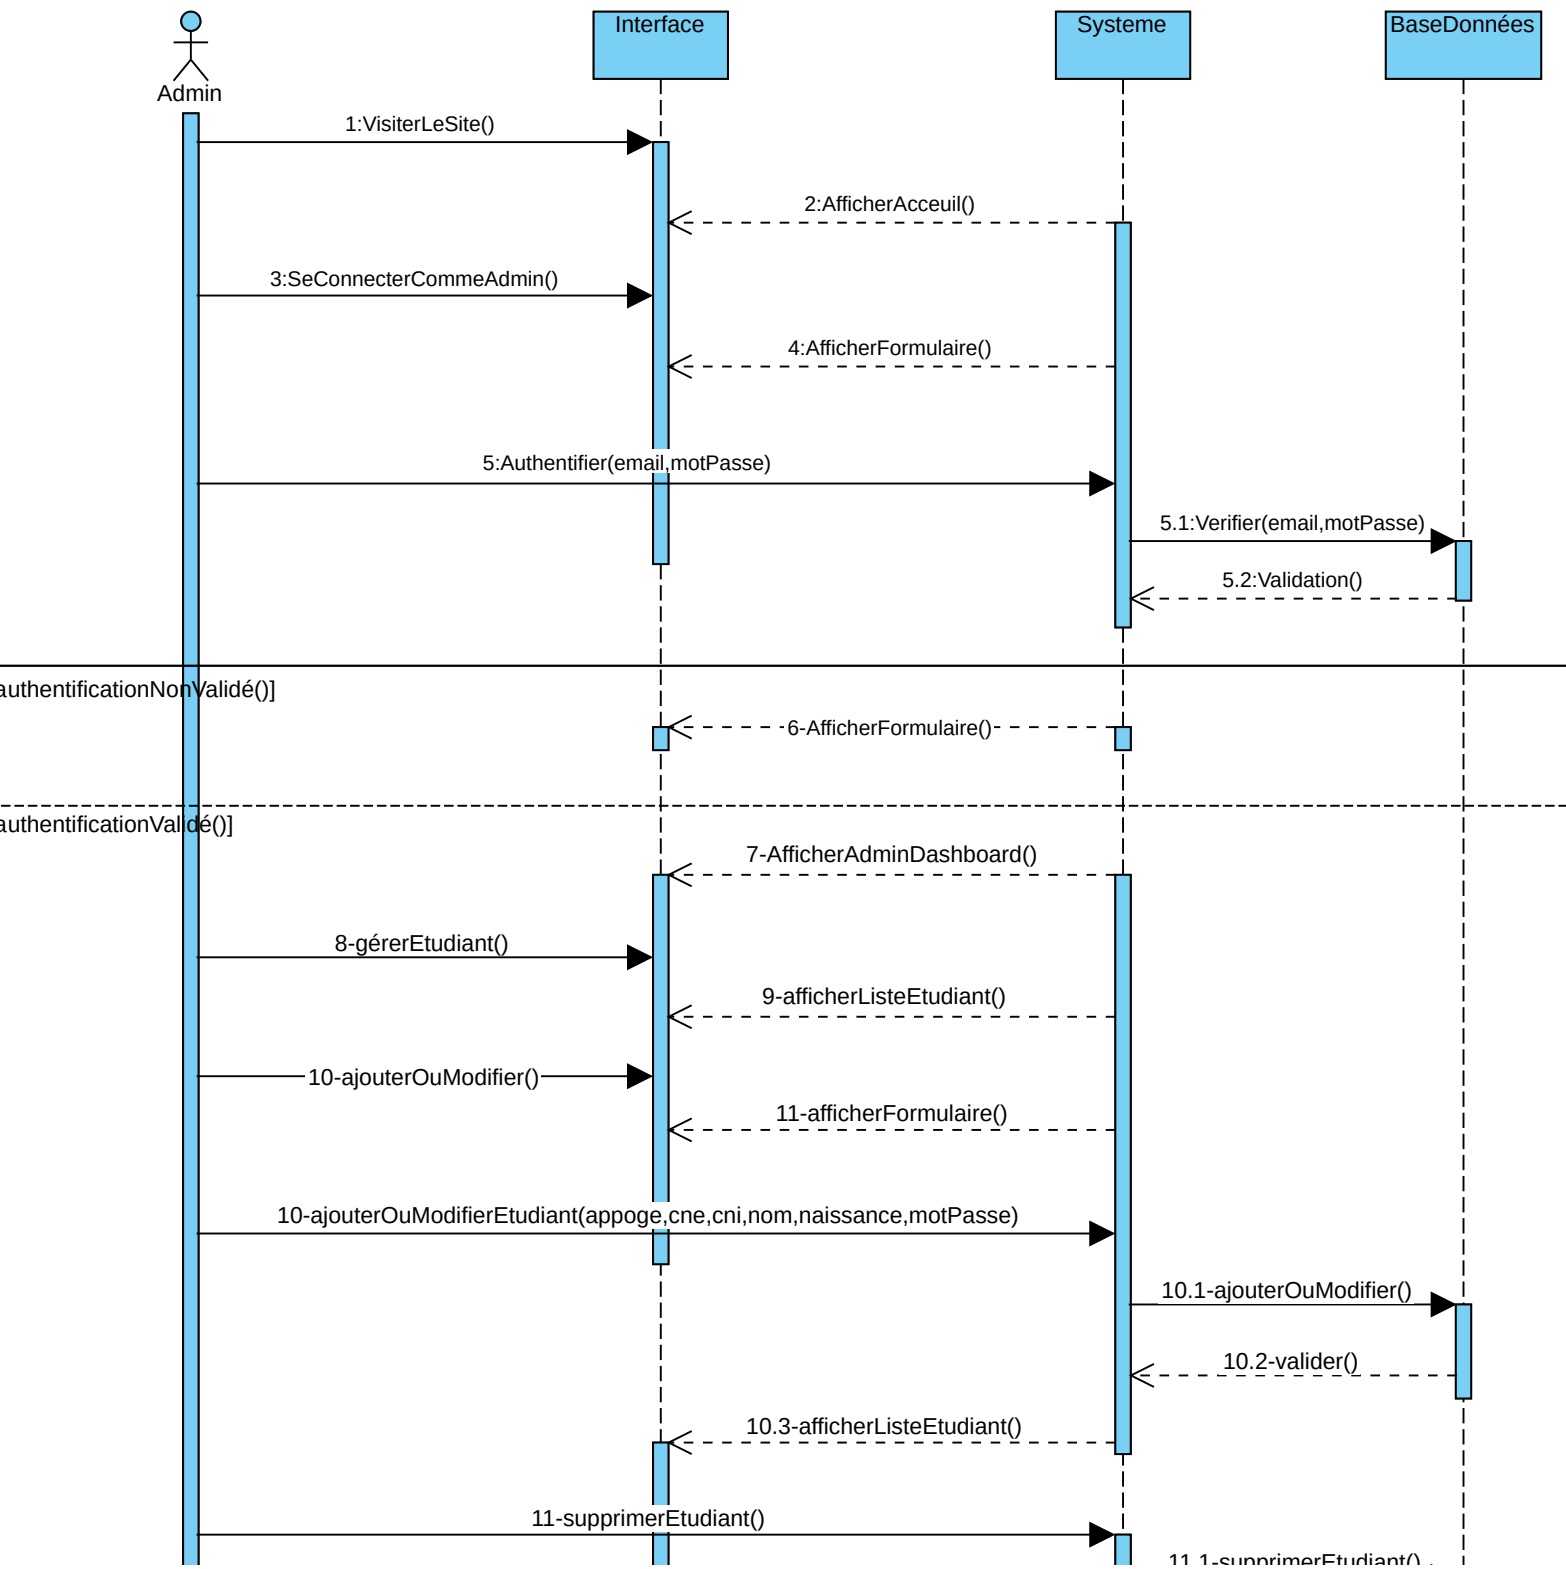 Interface
Systeme
BaseDonnées
Admin
1:VisiterLeSite()
2:AfficherAcceuil()
3:SeConnecterCommeAdmin()
4:AfficherFormulaire()
5:Authentifier(email,motPasse)
5.1:Verifier(email,motPasse)
5.2:Validation()
authentificationNonValidé()]
6-AfficherFormulaire()
authentificationValidé()]
7-AfficherAdminDashboard()
8-gérerEtudiant()
9-afficherListeEtudiant()
10-ajouterOuModifier()
11-afficherFormulaire()
10-ajouterOuModifierEtudiant(appoge,cne,cni,nom,naissance,motPasse)
10.1-ajouterOuModifier()
10.2-valider()
10.3-afficherListeEtudiant()
11-supprimerEtudiant()
11.1-supprimerEtudiant()